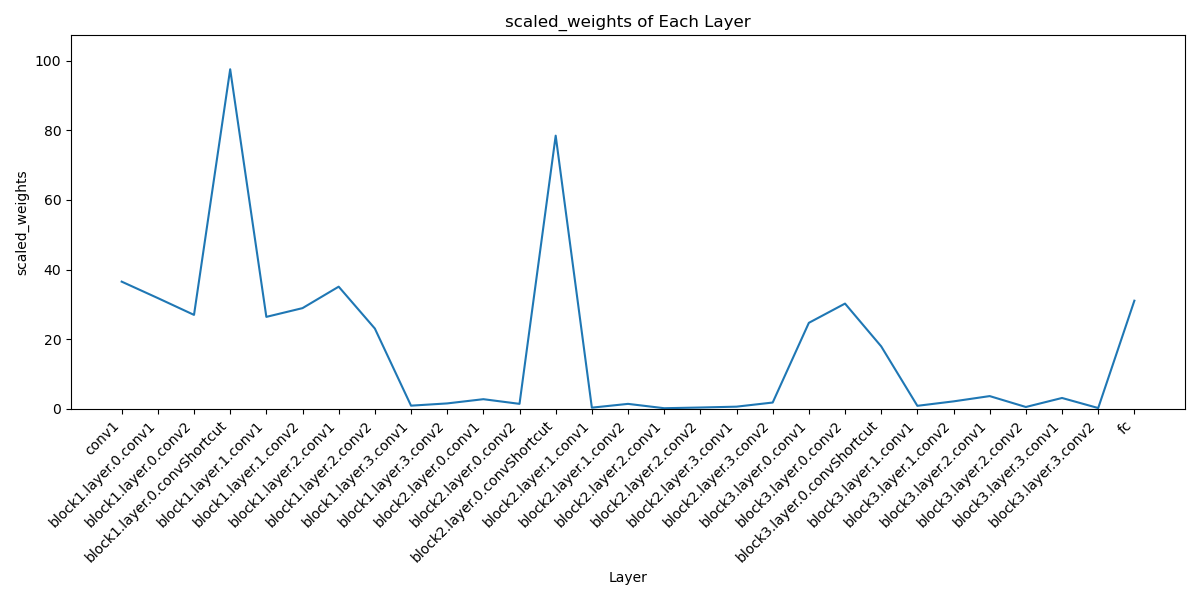 scaled_weights of Each Layer
scaled_weights
100
80
60
40
20
0
conv1
block1.layer.0.conv1
block1.layer.0.conv2
block1.layer.0.convShortcut
block1.layer.1.conv1
block1.layer.1.conv2
block1.layer.2.conv1
block1.layer.2.conv2
block1.layer.3.conv1
block1.layer.3.conv2
block2.layer.0.conv1
block2.layer.0.conv2
block2.layer.0.convShortcut
block2.layer.1.conv1
block2.layer.1.conv2
block2.layer.2.conv1
block2.layer.2.conv2
block2.layer.3.conv1
block2.layer.3.conv2
block3.layer.0.conv1
block3.layer.0.conv2
block3.layer.0.convShortcut
block3.layer.1.conv1
block3.layer.1.conv2
block3.layer.2.conv1
block3.layer.2.conv2
block3.layer.3.conv1
block3.layer.3.conv2
fc
Layer